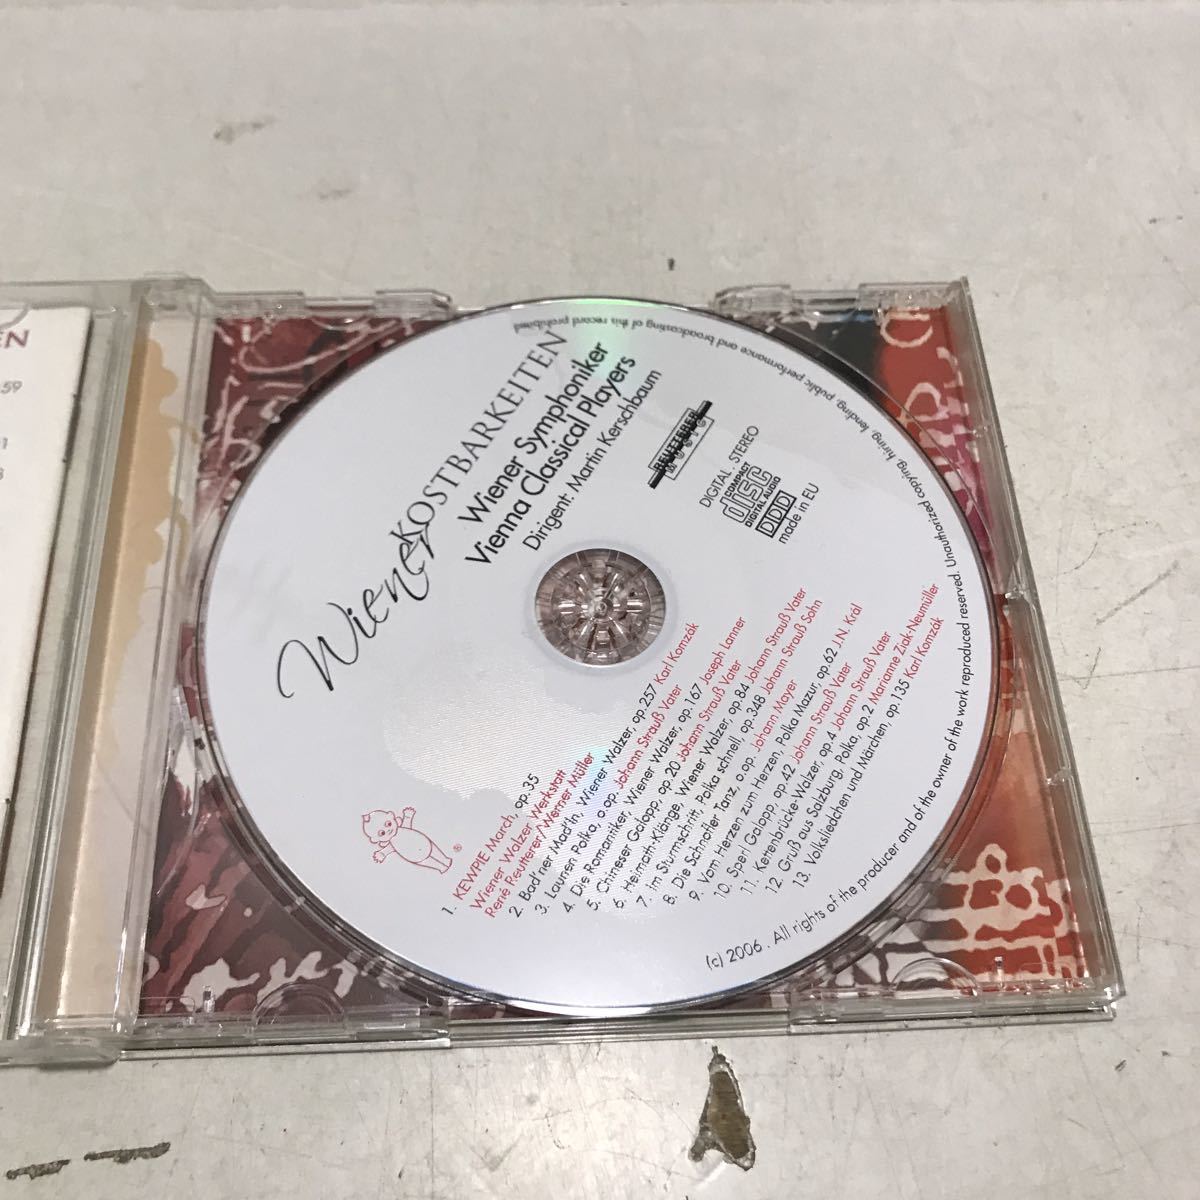 EN
59
1
3
Wiener KOSTBARKEITEN
Wiener Symphoniker
Vienna Classical Players
Dirigent: Martin Kerschbaum
REVETERIER
MUSIC
DIGITAL . STEREO
COMPACT
disc
DIGITAL AUDIO
DDD
made in EU
®
1. KEWPIE March, op.35
Wiener Walzer Werkstatt
René Reutterer/Werner Müller
2. Bad'ner Mad'ln, Wiener Walzer, op.257 Karl Komzák
3. Lauren Polka, o.op. Johann Strauß Vater
4. Die Romantiker, Wiener Walzer, op.167 Joseph Lanner
5. Chineser Galopp, op.20 Johann Strauß Vater
6. Heimath-Klänge, Wiener Walzer, op.84 Johann Strauß Vater
7. im Sturmschritt, Polka schnell, op.348 Johann Strauß Sohn
8. Die Schnofler Tanz, o.op. Johann Mayer
9. Vom Herzen zum Herzen, Polka Mazur, op.62 J.N. Král
10. Sperl Galopp, op.42 Johann Strauß Vater
11. Kettenbrücke-Walzer, op.4 Johann Strauß Vater
12. Gruß aus Salzburg, Polka, op.2 Marianne Ziak-Neumüller
13. Volksliedchen und Märchen, op.135 Karl Komzák
(c) 2006 . All rights of the producer and of the owner of the work reproduced reserved. Unauthorized copying, hiring, lending, public performance and broadcasting of this record prohibited